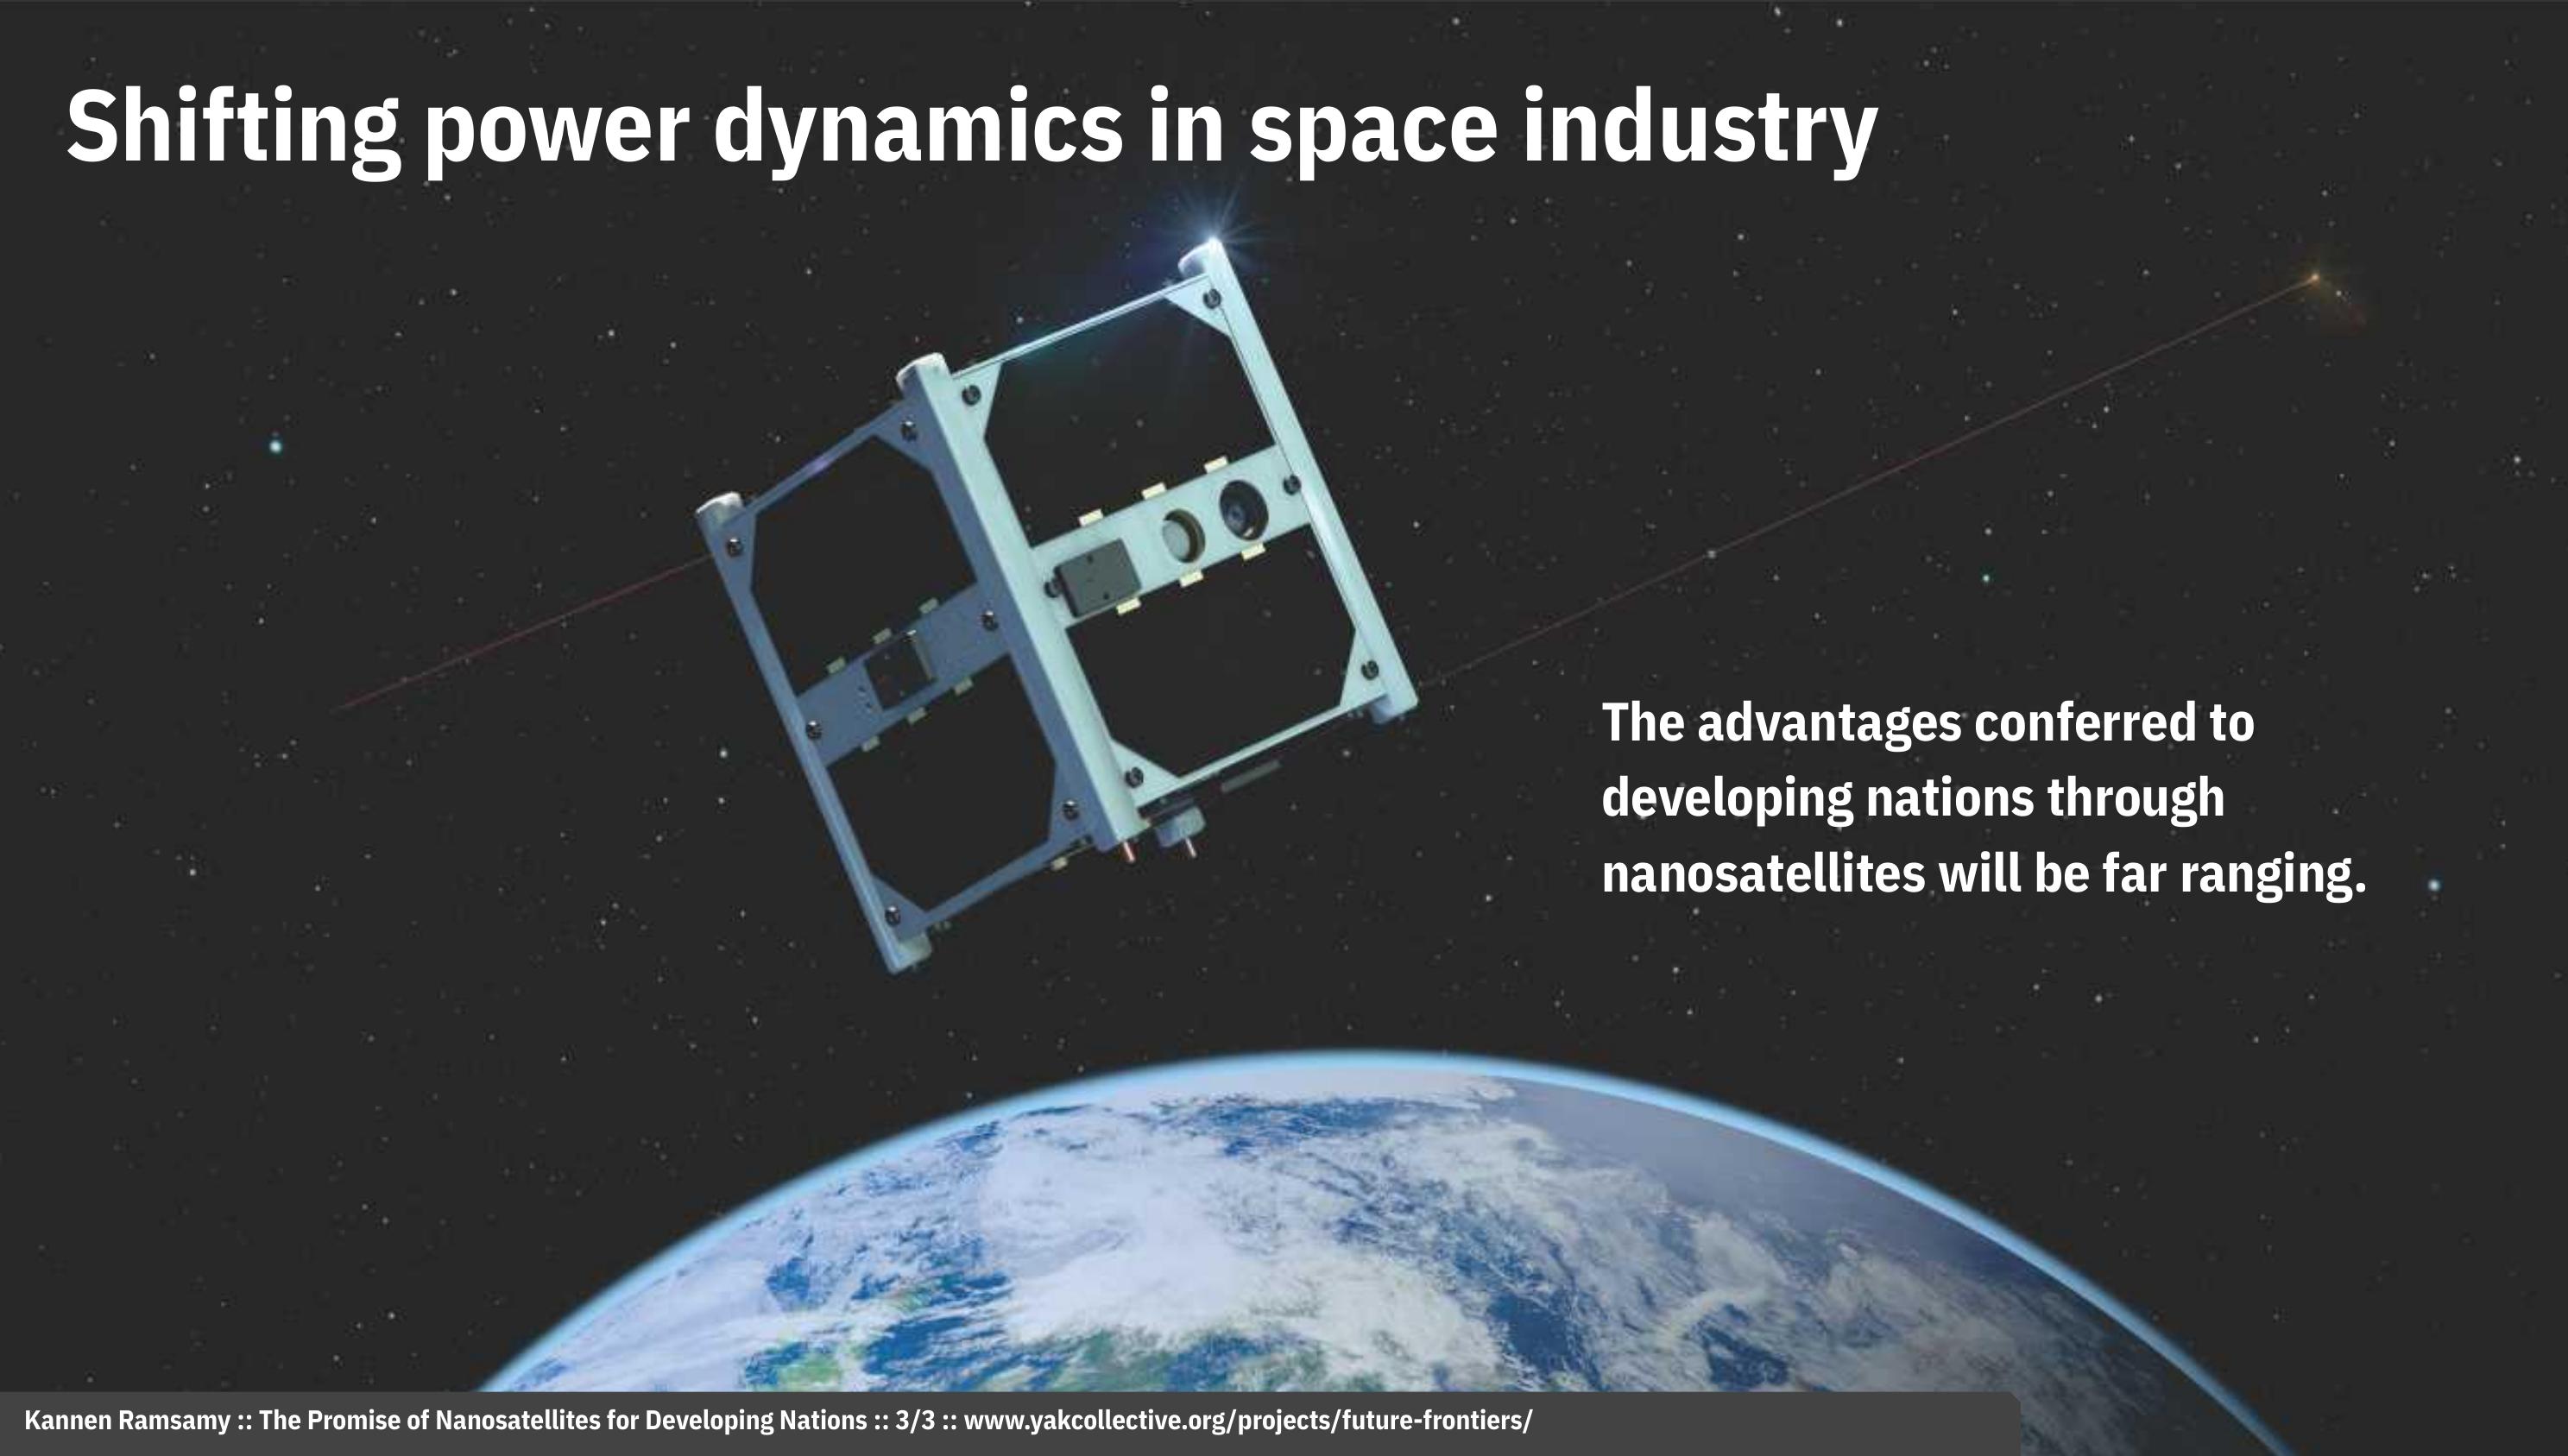 Shifting power dynamics in space industry
The advantages conferred to
developing nations through
nanosatellites will be far ranging.
Kannen Ramsamy :: The Promise of Nanosatellites for Developing Nations :: 3/3 :: www.yakcollective.org/projects/future-frontiers/